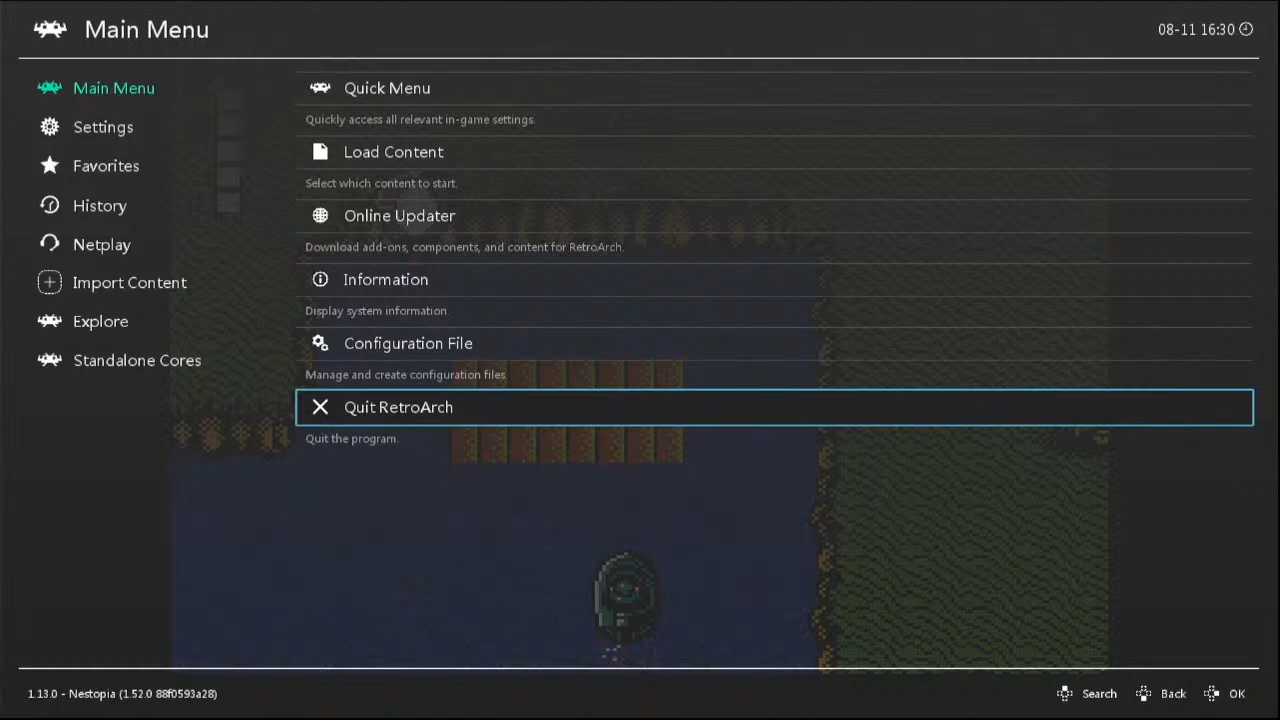 Main Menu
08-11 16:30
Main Menu
Settings
Favorites
History
Netplay
Import Content
Explore
Standalone Cores
Quick Menu
Quickly access all relevant in-game settings.
Load Content
Select which content to start.
Online Updater
Download add-ons, components, and content for RetroArch.
Information
Display system information.
Configuration File
Manage and create configuration files.
Quit RetroArch
Quit the program.
1.13.0 - Nestopia (1.52.0 88f0593a28)
Search Back OK